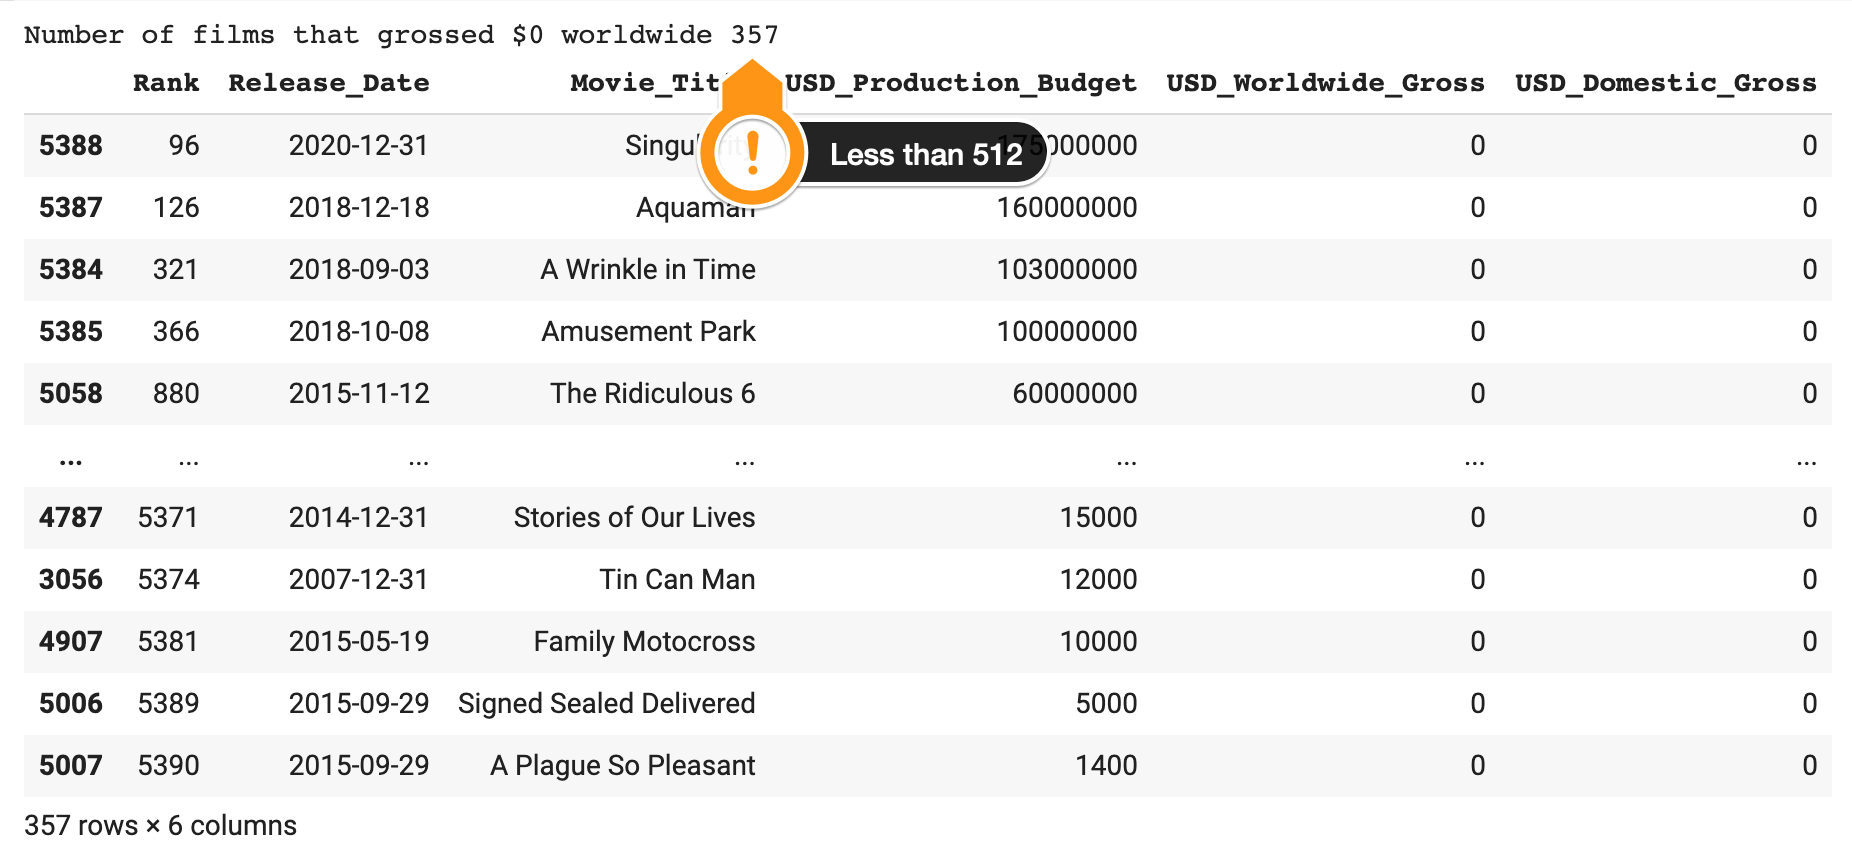 Number of films that grossed $0 worldwide 357
Rank Release_Date Movie_Tit USD_Production_Budget USD_Worldwide_Gross USD_Domestic_Gross
5388 96 2020-12-31 Singularity 175000000 0 0
! Less than 512
5387 126 2018-12-18 Aquaman 160000000 0 0
5384 321 2018-09-03 A Wrinkle in Time 103000000 0 0
5385 366 2018-10-08 Amusement Park 100000000 0 0
5058 880 2015-11-12 The Ridiculous 6 60000000 0 0
... ... ... ... ... ... ...
4787 5371 2014-12-31 Stories of Our Lives 15000 0 0
3056 5374 2007-12-31 Tin Can Man 12000 0 0
4907 5381 2015-05-19 Family Motocross 10000 0 0
5006 5389 2015-09-29 Signed Sealed Delivered 5000 0 0
5007 5390 2015-09-29 A Plague So Pleasant 1400 0 0
357 rows × 6 columns